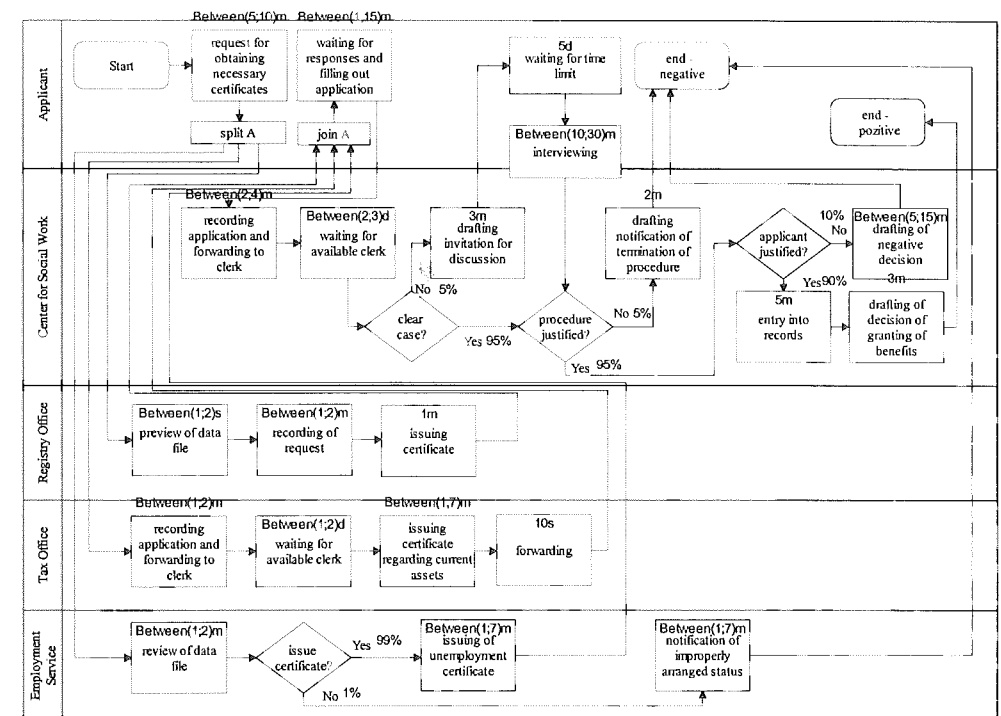 Between(5;10)m
Between(1,15)m
Applicant
Start
request for
obtaining
necessary
certificates
waiting for
responses and
filling out
application
5d
waiting for time
limit
end -
negative
end -
pozitive
split A
join A
Between(10;30)m
interviewing
Center for Social Work
Between(2;4)m
recording
application and
forwarding to
clerk
Between(2;3)d
waiting for
available clerk
3m
drafting
invitation for
discussion
2m
drafting
notification of
termination of
procedure
applicant
justified?
10%
No
Between(5;15)m
drafting of
negative
decision
Yes 90%
3m
No 5%
clear
case?
Yes 95%
procedure
justified?
No 5%
Yes 95%
5m
entry into
records
drafting of
decision of
granting of
benefits
Registry Office
Between(1;2)s
preview of data
file
Between(1;2)m
recording of
request
1m
issuing
certificate
Tax Office
Between(1;2)m
recording
application and
forwarding to
clerk
Between(1;2)d
waiting for
available clerk
Between(1,7)m
issuing
certificate
regarding current
assets
10s
forwarding
Employment
Service
Between(1;2)m
review of data
file
issue
certificate?
Yes 99%
No 1%
Between(1;7)m
issuing of
unemployment
certificate
Between(1;7)m
notification of
improperly
arranged status